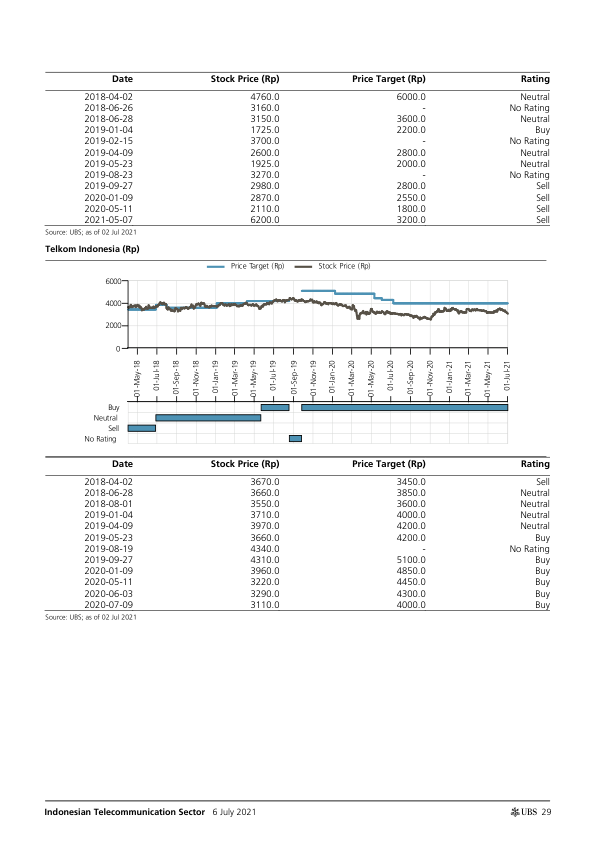 Date Stock Price (Rp) Price Target (Rp) Rating
2018-04-02 4760.0 6000.0 Neutral
2018-06-26 3160.0 - No Rating
2018-06-28 3150.0 3600.0 Neutral
2019-01-04 1725.0 2200.0 Buy
2019-02-15 3700.0 - No Rating
2019-04-09 2600.0 2800.0 Neutral
2019-05-23 1925.0 2000.0 Neutral
2019-08-23 3270.0 - No Rating
2019-09-27 2980.0 2800.0 Sell
2020-01-09 2870.0 2550.0 Sell
2020-05-11 2110.0 1800.0 Sell
2021-05-07 6200.0 3200.0 Sell
Source: UBS; as of 02 Jul 2021
Telkom Indonesia (Rp)
Price Target (Rp) Stock Price (Rp)
6000
4000
2000
0
01-May-18 01-Jul-18 01-Sep-18 01-Nov-18 01-Jan-19 01-Mar-19 01-May-19 01-Jul-19 01-Sep-19 01-Nov-19 01-Jan-20 01-Mar-20 01-May-20 01-Jul-20 01-Sep-20 01-Nov-20 01-Jan-21 01-Mar-21 01-May-21 01-Jul-21
Buy
Neutral
Sell
No Rating
Date Stock Price (Rp) Price Target (Rp) Rating
2018-04-02 3670.0 3450.0 Sell
2018-06-28 3660.0 3850.0 Neutral
2018-08-01 3550.0 3600.0 Neutral
2019-01-04 3710.0 4000.0 Neutral
2019-04-09 3970.0 4200.0 Neutral
2019-05-23 3660.0 4200.0 Buy
2019-08-19 4340.0 - No Rating
2019-09-27 4310.0 5100.0 Buy
2020-01-09 3960.0 4850.0 Buy
2020-05-11 3220.0 4450.0 Buy
2020-06-03 3290.0 4300.0 Buy
2020-07-09 3110.0 4000.0 Buy
Source: UBS; as of 02 Jul 2021
Indonesian Telecommunication Sector 6 July 2021 UBS 29